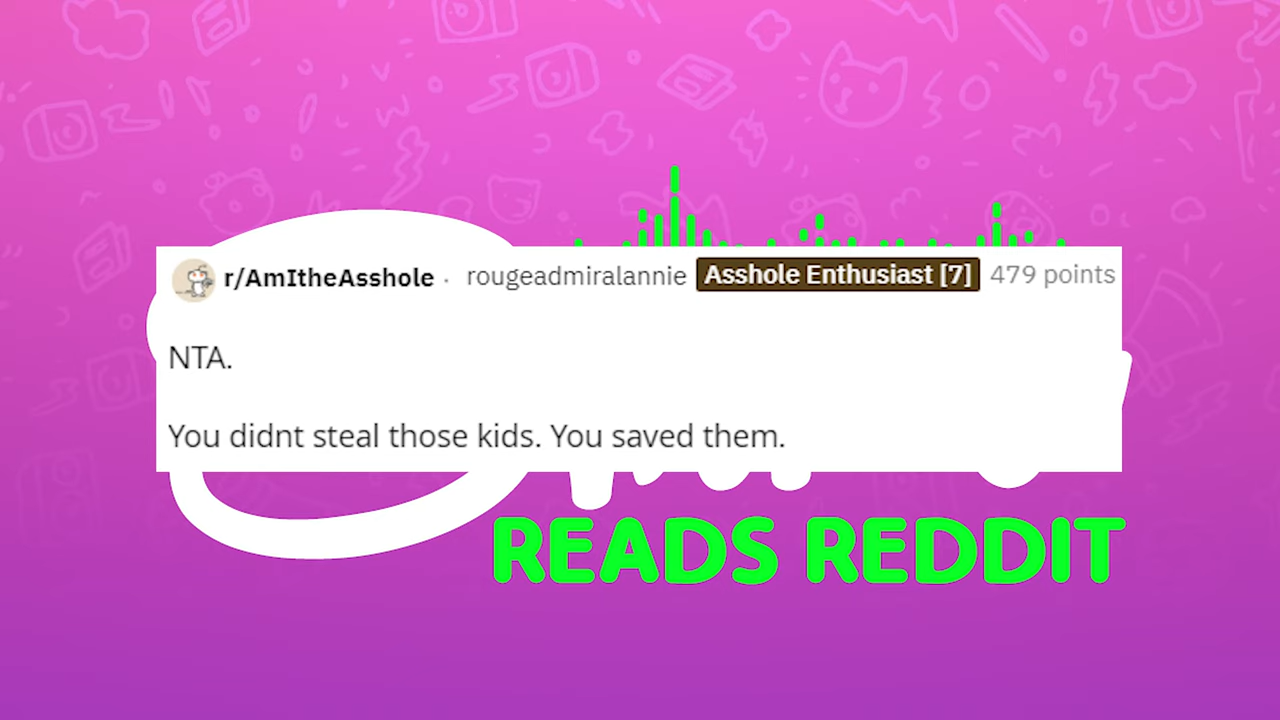 r/AmItheAsshole · rougeadmiralannie Asshole Enthusiast [7] 479 points
NTA.
You didnt steal those kids. You saved them.
READS REDDIT